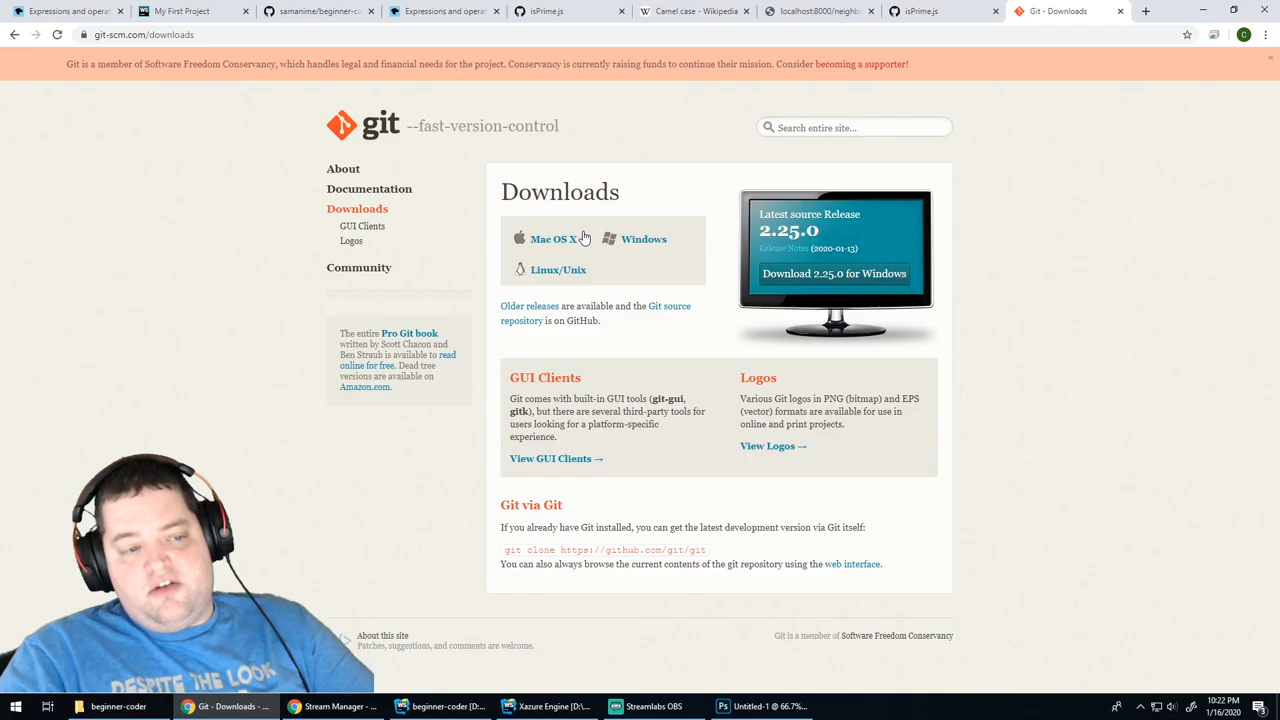 Expressions and operat
My First Project
samanime/beginner-co
Expressions and operat
isPrime.js
Camel case - Wikipedia
localhost:8000/neighb
isPrime.js
Git - Downloads
git-scm.com/downloads
C
Git is a member of Software Freedom Conservancy, which handles legal and financial needs for the project. Conservancy is currently raising funds to continue their mission. Consider becoming a supporter!
git --fast-version-control
Search entire site...
About
Documentation
Downloads
GUI Clients
Logos
Community
The entire Pro Git book
written by Scott Chacon and
Ben Straub is available to read
online for free. Dead tree
versions are available on
Amazon.com.
Downloads
Mac OS X
Windows
Linux/Unix
Older releases are available and the Git source
repository is on GitHub.
Latest source Release
2.25.0
Release Notes (2020-01-13)
Download 2.25.0 for Windows
GUI Clients
Git comes with built-in GUI tools (git-gui,
gitk), but there are several third-party tools for
users looking for a platform-specific
experience.
View GUI Clients →
Logos
Various Git logos in PNG (bitmap) and EPS
(vector) formats are available for use in
online and print projects.
View Logos →
Git via Git
If you already have Git installed, you can get the latest development version via Git itself:
git clone https://github.com/git/git
You can also always browse the current contents of the git repository using the web interface.
About this site
Patches, suggestions, and comments are welcome.
Git is a member of Software Freedom Conservancy
DESPITE THE LOOK
beginner-coder
Git - Downloads - ...
Stream Manager - ...
beginner-coder [D:...
Xazure Engine [D:\...
Streamlabs OBS
Untitled-1 @ 66.7%...
10:22 PM
1/16/2020
3